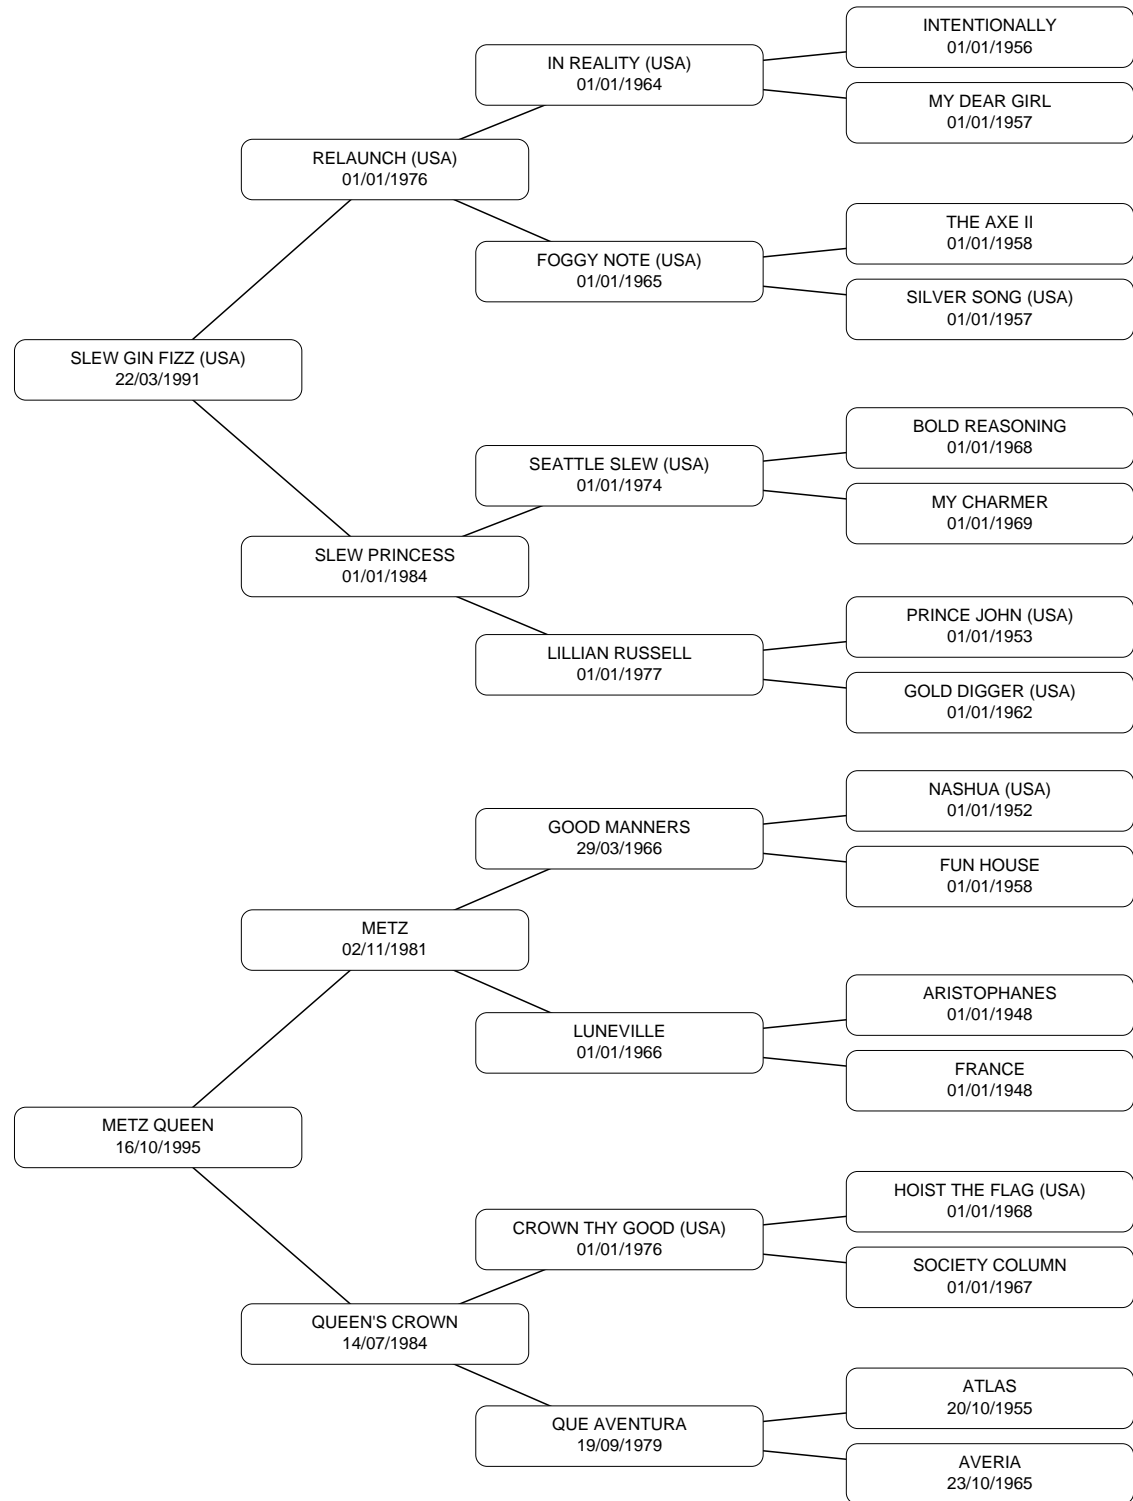 INTENTIONALLY
01/01/1956
IN REALITY (USA)
01/01/1964
MY DEAR GIRL
01/01/1957
RELAUNCH (USA)
01/01/1976
THE AXE II
01/01/1958
FOGGY NOTE (USA)
01/01/1965
SILVER SONG (USA)
01/01/1957
SLEW GIN FIZZ (USA)
22/03/1991
BOLD REASONING
01/01/1968
SEATTLE SLEW (USA)
01/01/1974
MY CHARMER
01/01/1969
SLEW PRINCESS
01/01/1984
PRINCE JOHN (USA)
01/01/1953
LILLIAN RUSSELL
01/01/1977
GOLD DIGGER (USA)
01/01/1962
NASHUA (USA)
01/01/1952
GOOD MANNERS
29/03/1966
FUN HOUSE
01/01/1958
METZ
02/11/1981
ARISTOPHANES
01/01/1948
LUNEVILLE
01/01/1966
FRANCE
01/01/1948
METZ QUEEN
16/10/1995
HOIST THE FLAG (USA)
01/01/1968
CROWN THY GOOD (USA)
01/01/1976
SOCIETY COLUMN
01/01/1967
QUEEN'S CROWN
14/07/1984
ATLAS
20/10/1955
QUE AVENTURA
19/09/1979
AVERIA
23/10/1965